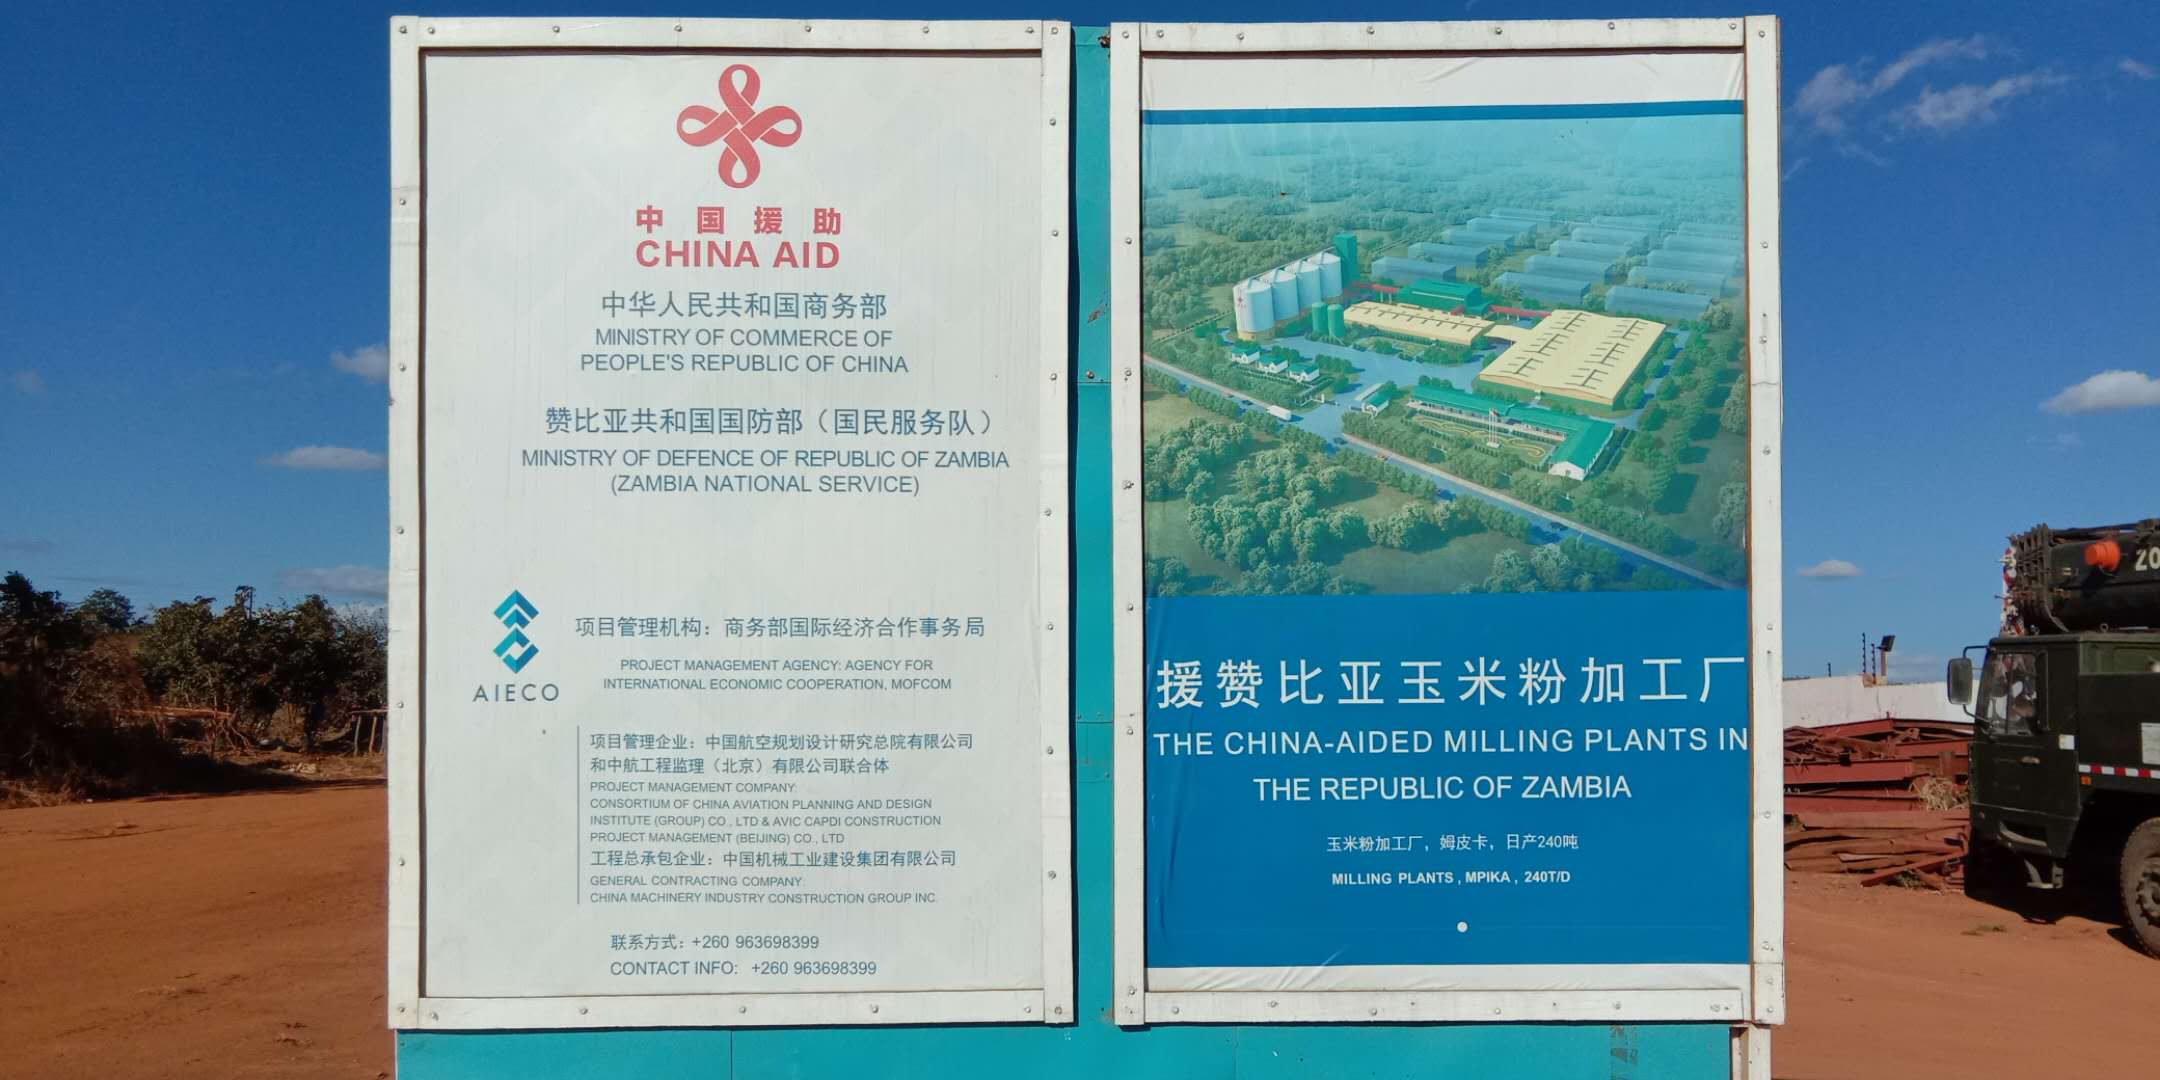 中国援助
CHINA AID
中华人民共和国商务部
MINISTRY OF COMMERCE OF
PEOPLE'S REPUBLIC OF CHINA
赞比亚共和国国防部（国民服务队）
MINISTRY OF DEFENCE OF REPUBLIC OF ZAMBIA
(ZAMBIA NATIONAL SERVICE)
AIECO
项目管理机构：商务部国际经济合作事务局
PROJECT MANAGEMENT AGENCY: AGENCY FOR
INTERNATIONAL ECONOMIC COOPERATION, MOFCOM
项目管理企业：中国航空规划设计研究总院有限公司
和中航工程监理（北京）有限公司联合体
PROJECT MANAGEMENT COMPANY:
CONSORTIUM OF CHINA AVIATION PLANNING AND DESIGN
INSTITUTE (GROUP) CO., LTD & AVIC CAPDI CONSTRUCTION
PROJECT MANAGEMENT (BEIJING) CO., LTD
工程总承包企业：中国机械工业建设集团有限公司
GENERAL CONTRACTING COMPANY:
CHINA MACHINERY INDUSTRY CONSTRUCTION GROUP INC.
联系方式：+260 963698399
CONTACT INFO: +260 963698399
援赞比亚玉米粉加工厂
THE CHINA-AIDED MILLING PLANTS IN
THE REPUBLIC OF ZAMBIA
玉米粉加工厂，姆皮卡，日产240吨
MILLING PLANTS , MPIKA , 240T/D